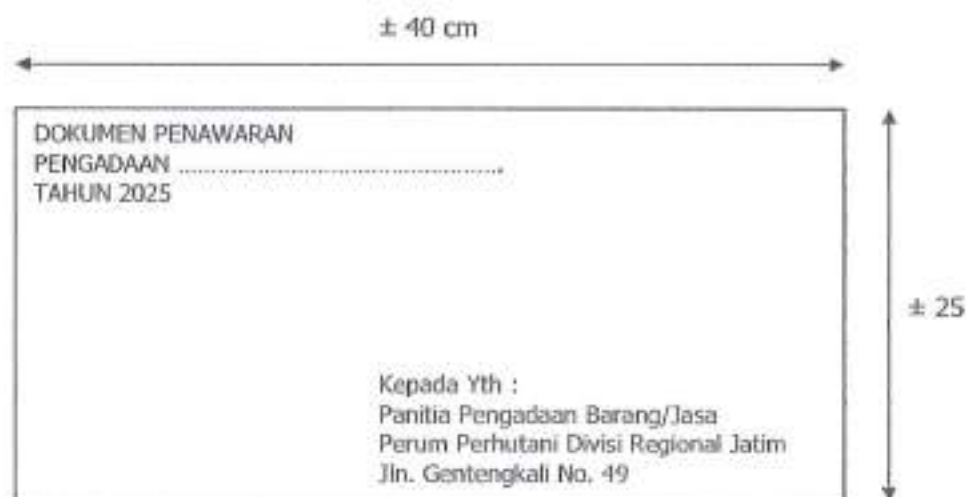 ± 40 cm
DOKUMEN PENAWARAN
PENGADAAN ..................................................
TAHUN 2025
± 25
Kepada Yth :
Panitia Pengadaan Barang/Jasa
Perum Perhutani Divisi Regional Jatim
Jln. Gentengkali No. 49